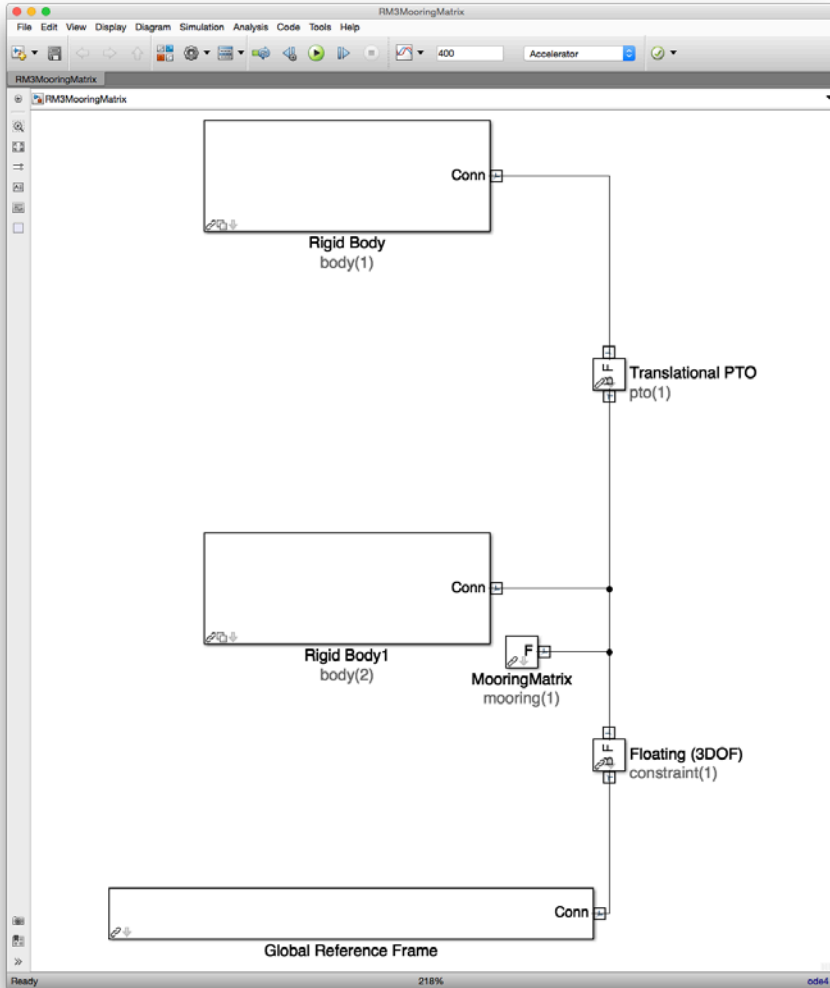 RM3MooringMatrix
File Edit View Display Diagram Simulation Analysis Code Tools Help
400 Accelerator
RM3MooringMatrix
RM3MooringMatrix
Conn
Rigid Body
body(1)
F
Translational PTO
pto(1)
Conn
Rigid Body1
body(2)
F
MooringMatrix
mooring(1)
F
Floating (3DOF)
constraint(1)
Conn
Global Reference Frame
Ready 218% ode4